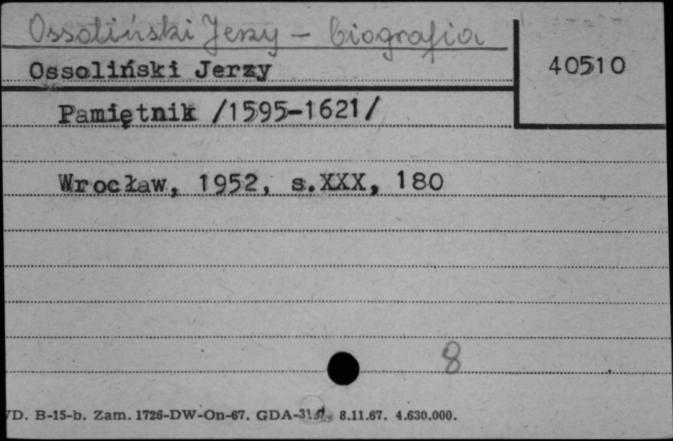 Ossoliński Jerzy – biografia
Ossoliński Jerzy
40510
Pamiętnik /1595-1621/
Wrocław, 1952, s.XXX, 180
8
D. B-15-b. Zam. 1726-DW-On-67. 8.11.67. 4.630.000.